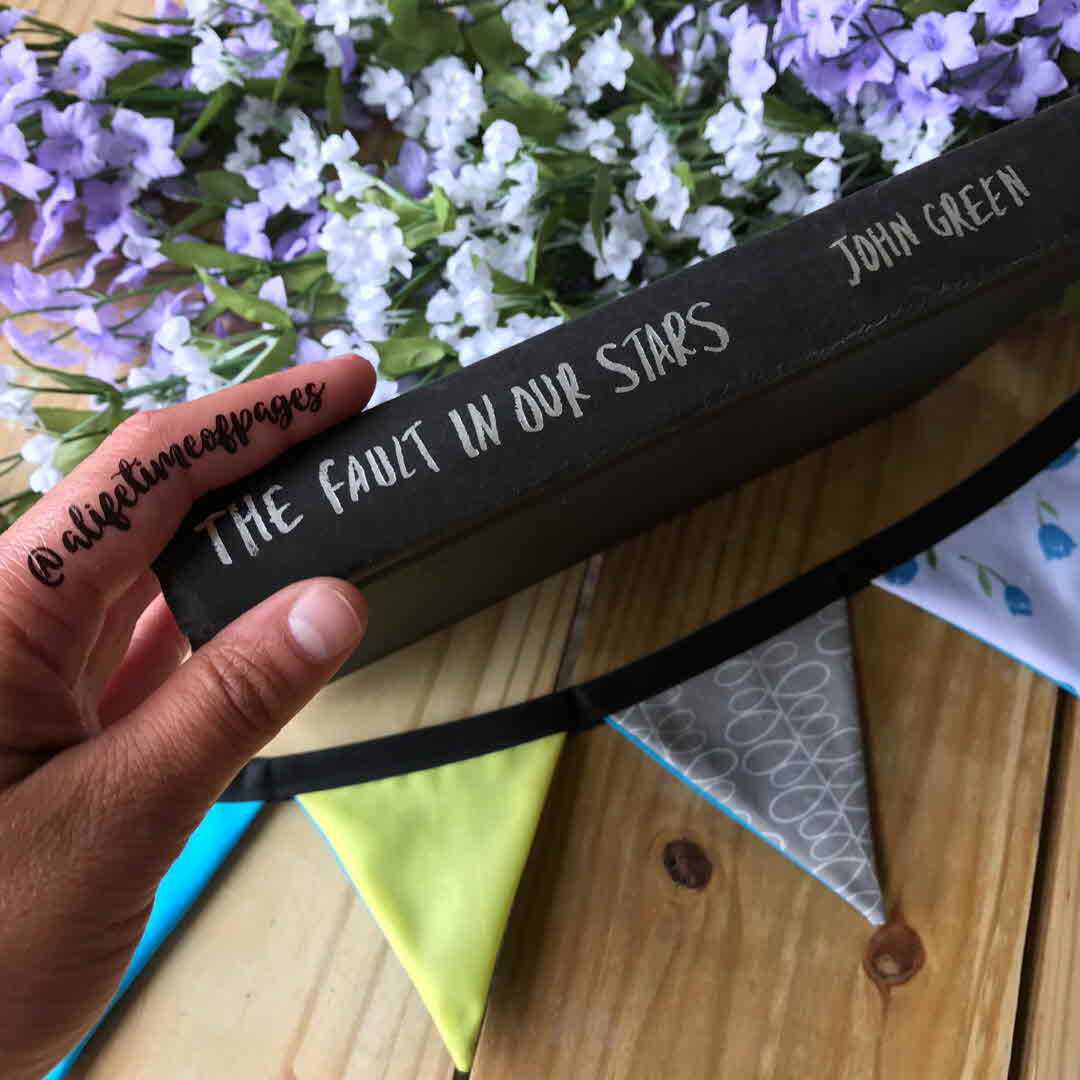 THE FAULT IN OUR STARS JOHN GREEN
@alifetimeofpages